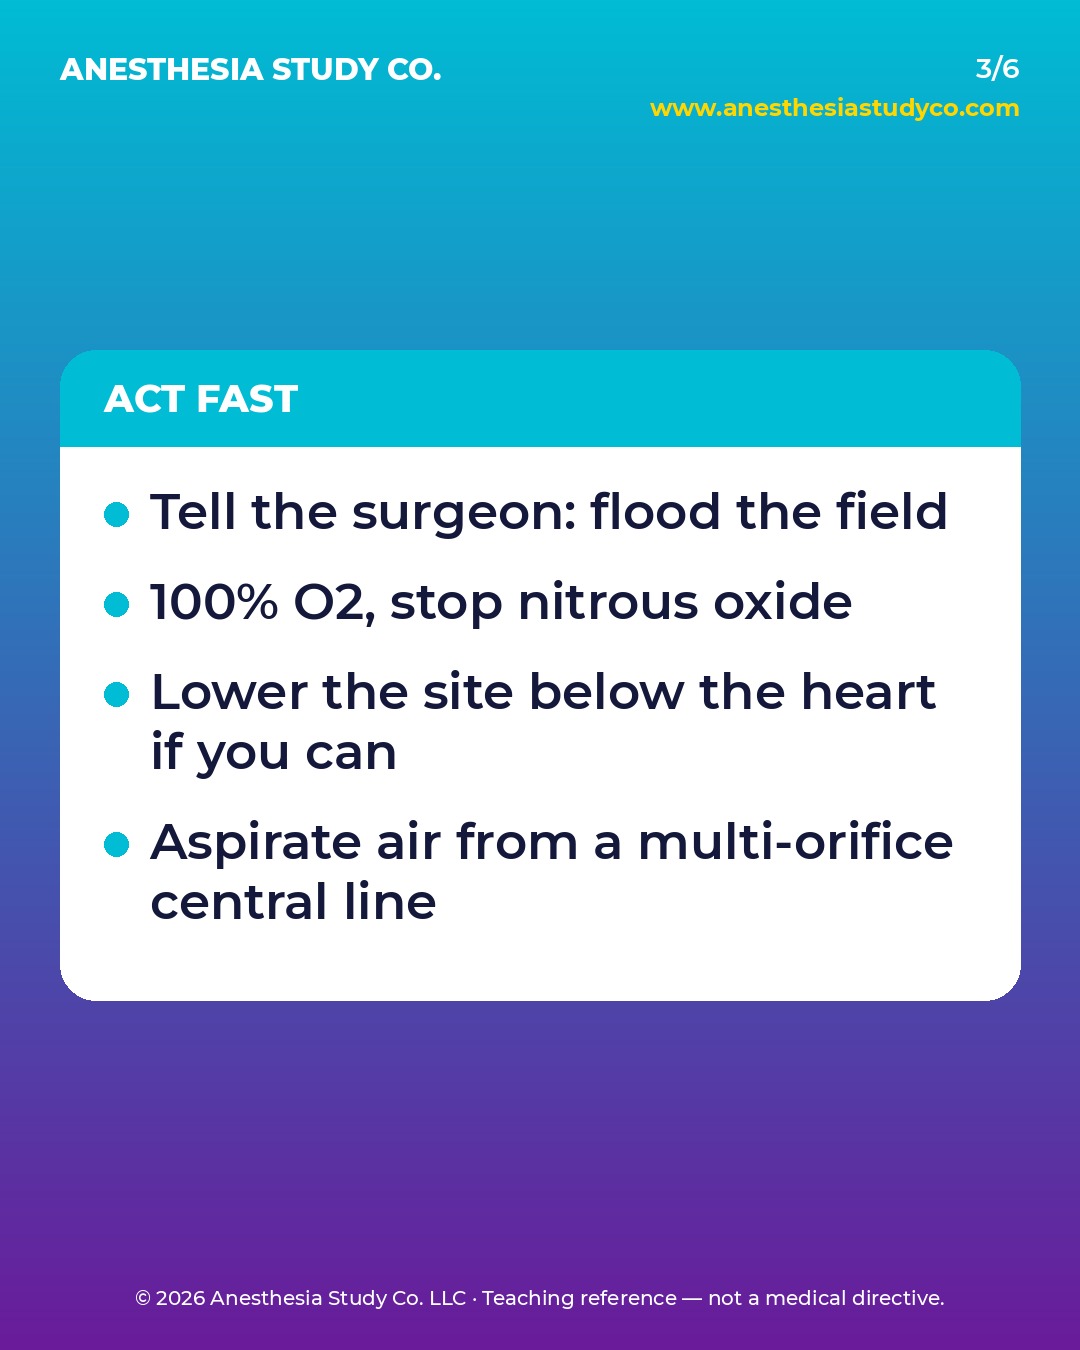 ANESTHESIA STUDY CO.
3/6
www.anesthesiastudyco.com
ACT FAST
Tell the surgeon: flood the field
100% O2, stop nitrous oxide
Lower the site below the heart
if you can
Aspirate air from a multi-orifice
central line
© 2026 Anesthesia Study Co. LLC · Teaching reference — not a medical directive.